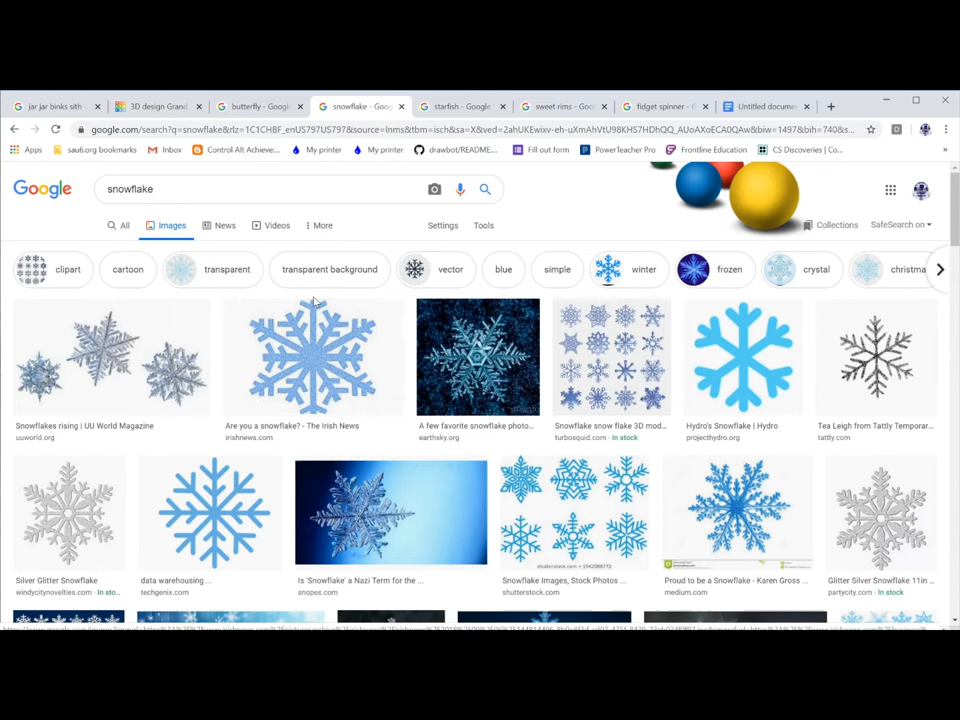 jar jar binks sith -
3D design Grand
butterfly - Google
snowflake - Goog
starfish - Google
sweet rims - Goog
fidget spinner - G
Untitled docume
google.com/search?q=snowflake&rlz=1C1CHBF_enUS797US797&source=lnms&tbm=isch&sa=X&ved=2ahUKEwixv-eh-uXmAhVtU98KHS7HDhQQ_AUoAXoECA0QAw&biw=1497&bih=740&s...
Apps
sau6.org bookmarks
Inbox
Control Alt Achieve:...
My printer
My printer
drawbot/README...
Fill out form
PowerTeacher Pro
Frontline Education
CS Discoveries | Co...
Google
snowflake
All
Images
News
Videos
More
Settings
Tools
Collections
SafeSearch on
clipart
cartoon
transparent
transparent background
vector
blue
simple
winter
frozen
crystal
christma
Snowflakes rising | UU World Magazine
uuworld.org
Are you a snowflake? - The Irish News
irishnews.com
A few favorite snowflake photo...
earthsky.org
Snowflake snow flake 3D mod...
turbosquid.com · In stock
Hydro's Snowflake | Hydro
projecthydro.org
Tea Leigh from Tattly Temporar...
tattly.com
Silver Glitter Snowflake
windycitynovelties.com · In sto...
data warehousing ...
techgenix.com
Is 'Snowflake' a Nazi Term for the ...
snopes.com
Snowflake Images, Stock Photos ...
shutterstock.com
Proud to be a Snowflake - Karen Gross ...
medium.com
Glitter Silver Snowflake 11in ...
partycity.com · In stock